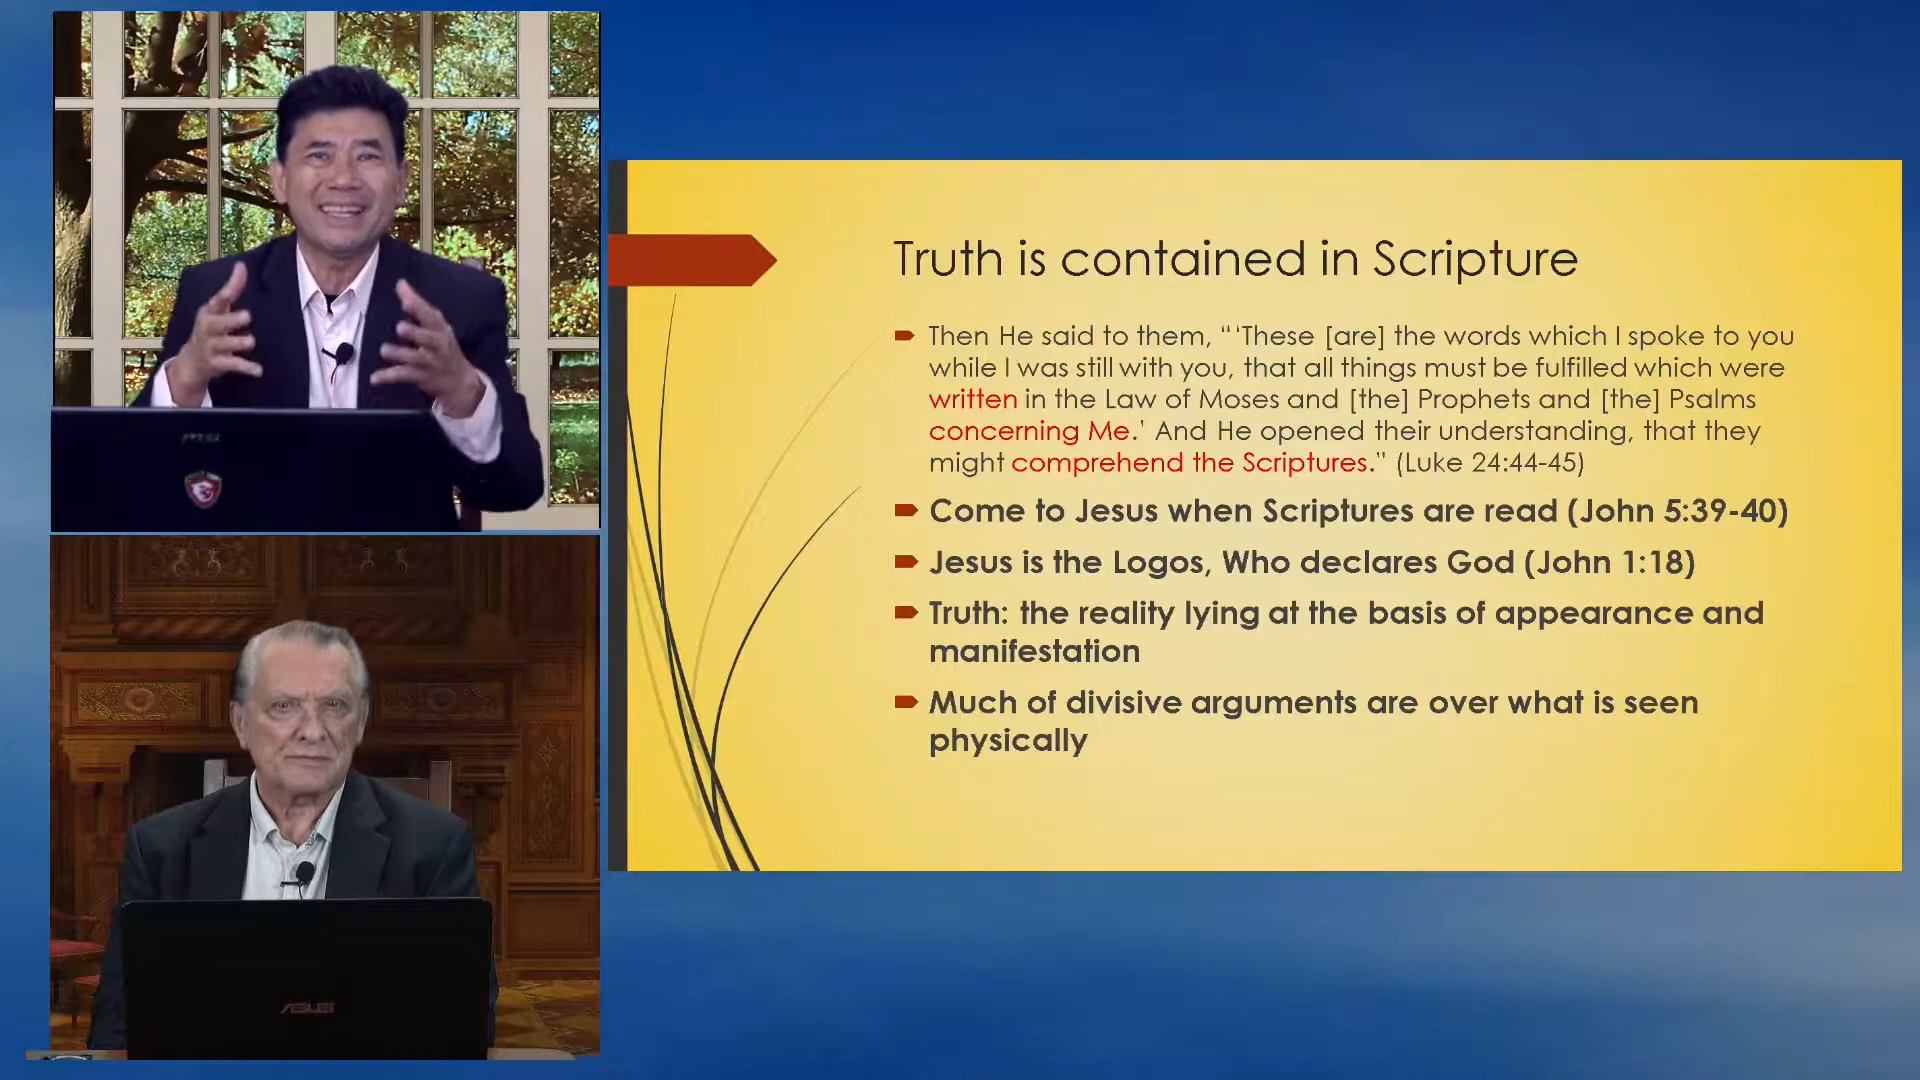 Truth is contained in Scripture
Then He said to them, “‘These [are] the words which I spoke to you
while I was still with you, that all things must be fulfilled which were
written in the Law of Moses and [the] Prophets and [the] Psalms
concerning Me.’ And He opened their understanding, that they
might comprehend the Scriptures.” (Luke 24:44-45)
Come to Jesus when Scriptures are read (John 5:39-40)
Jesus is the Logos, Who declares God (John 1:18)
Truth: the reality lying at the basis of appearance and
manifestation
Much of divisive arguments are over what is seen
physically
ASUS